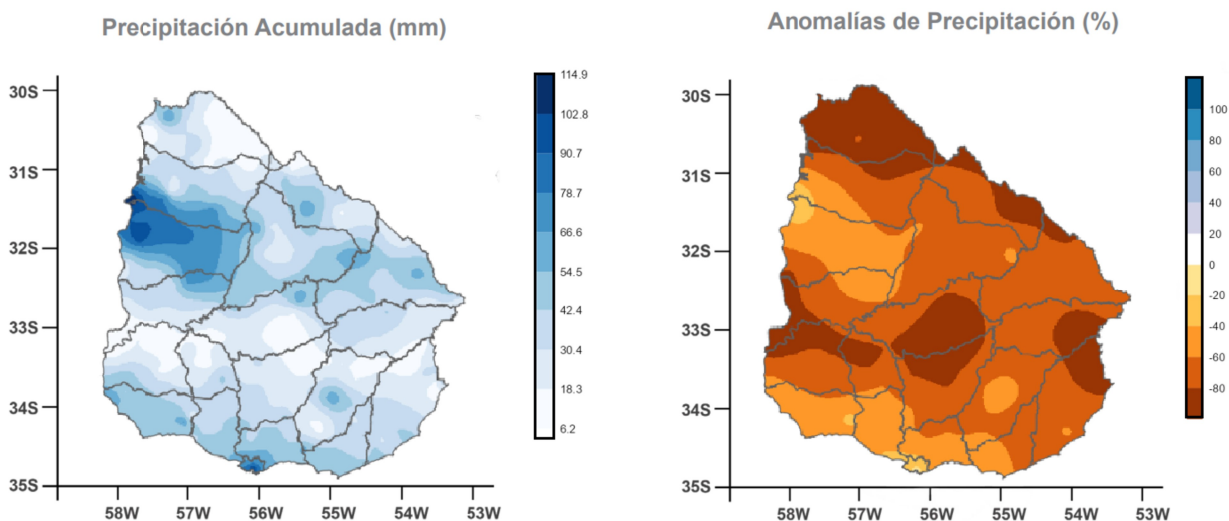 Precipitación Acumulada (mm)
30S
31S
32S
33S
34S
35S
58W
57W
56W
55W
54W
53W
114.9
102.8
90.7
78.7
66.6
54.5
42.4
30.4
18.3
6.2
Anomalías de Precipitación (%)
30S
31S
32S
33S
34S
35S
58W
57W
56W
55W
54W
53W
100
80
60
40
20
0
-20
-40
-60
-80